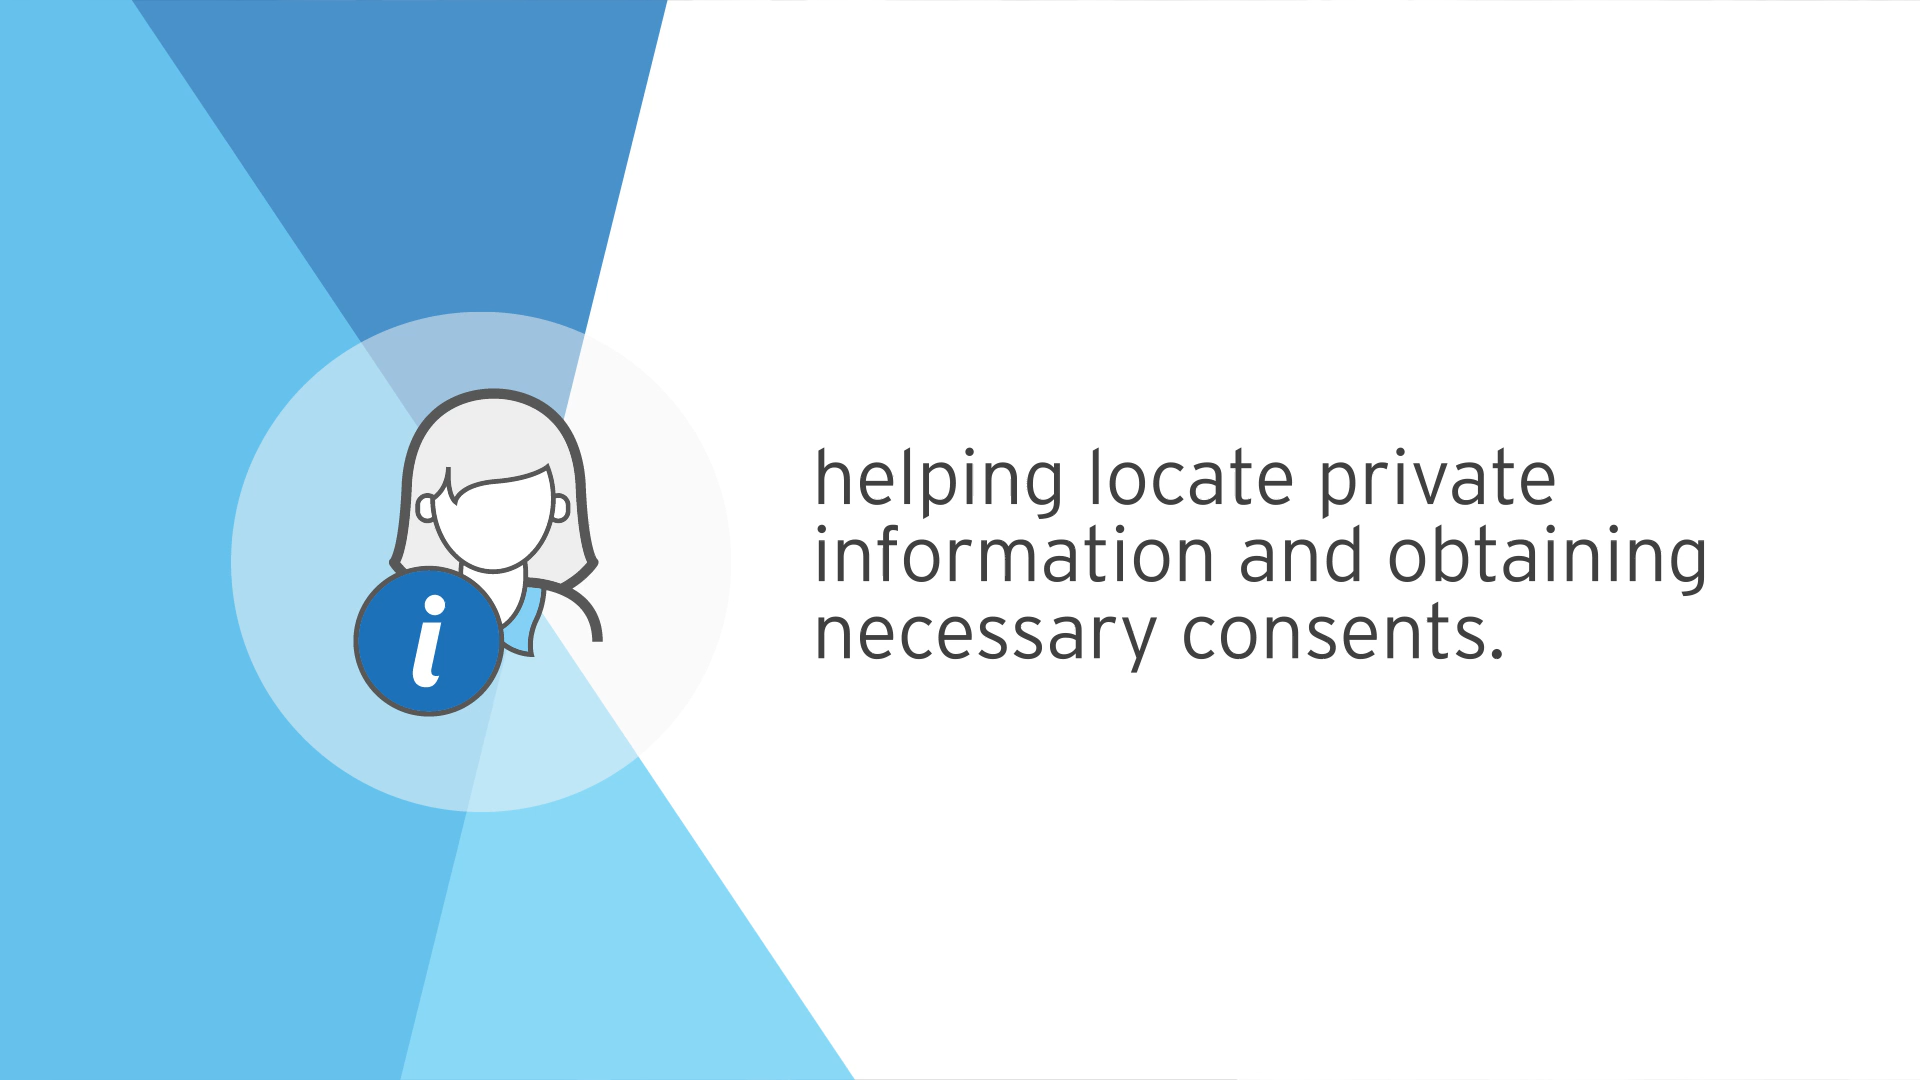 helping locate private
information and obtaining
necessary consents.
i